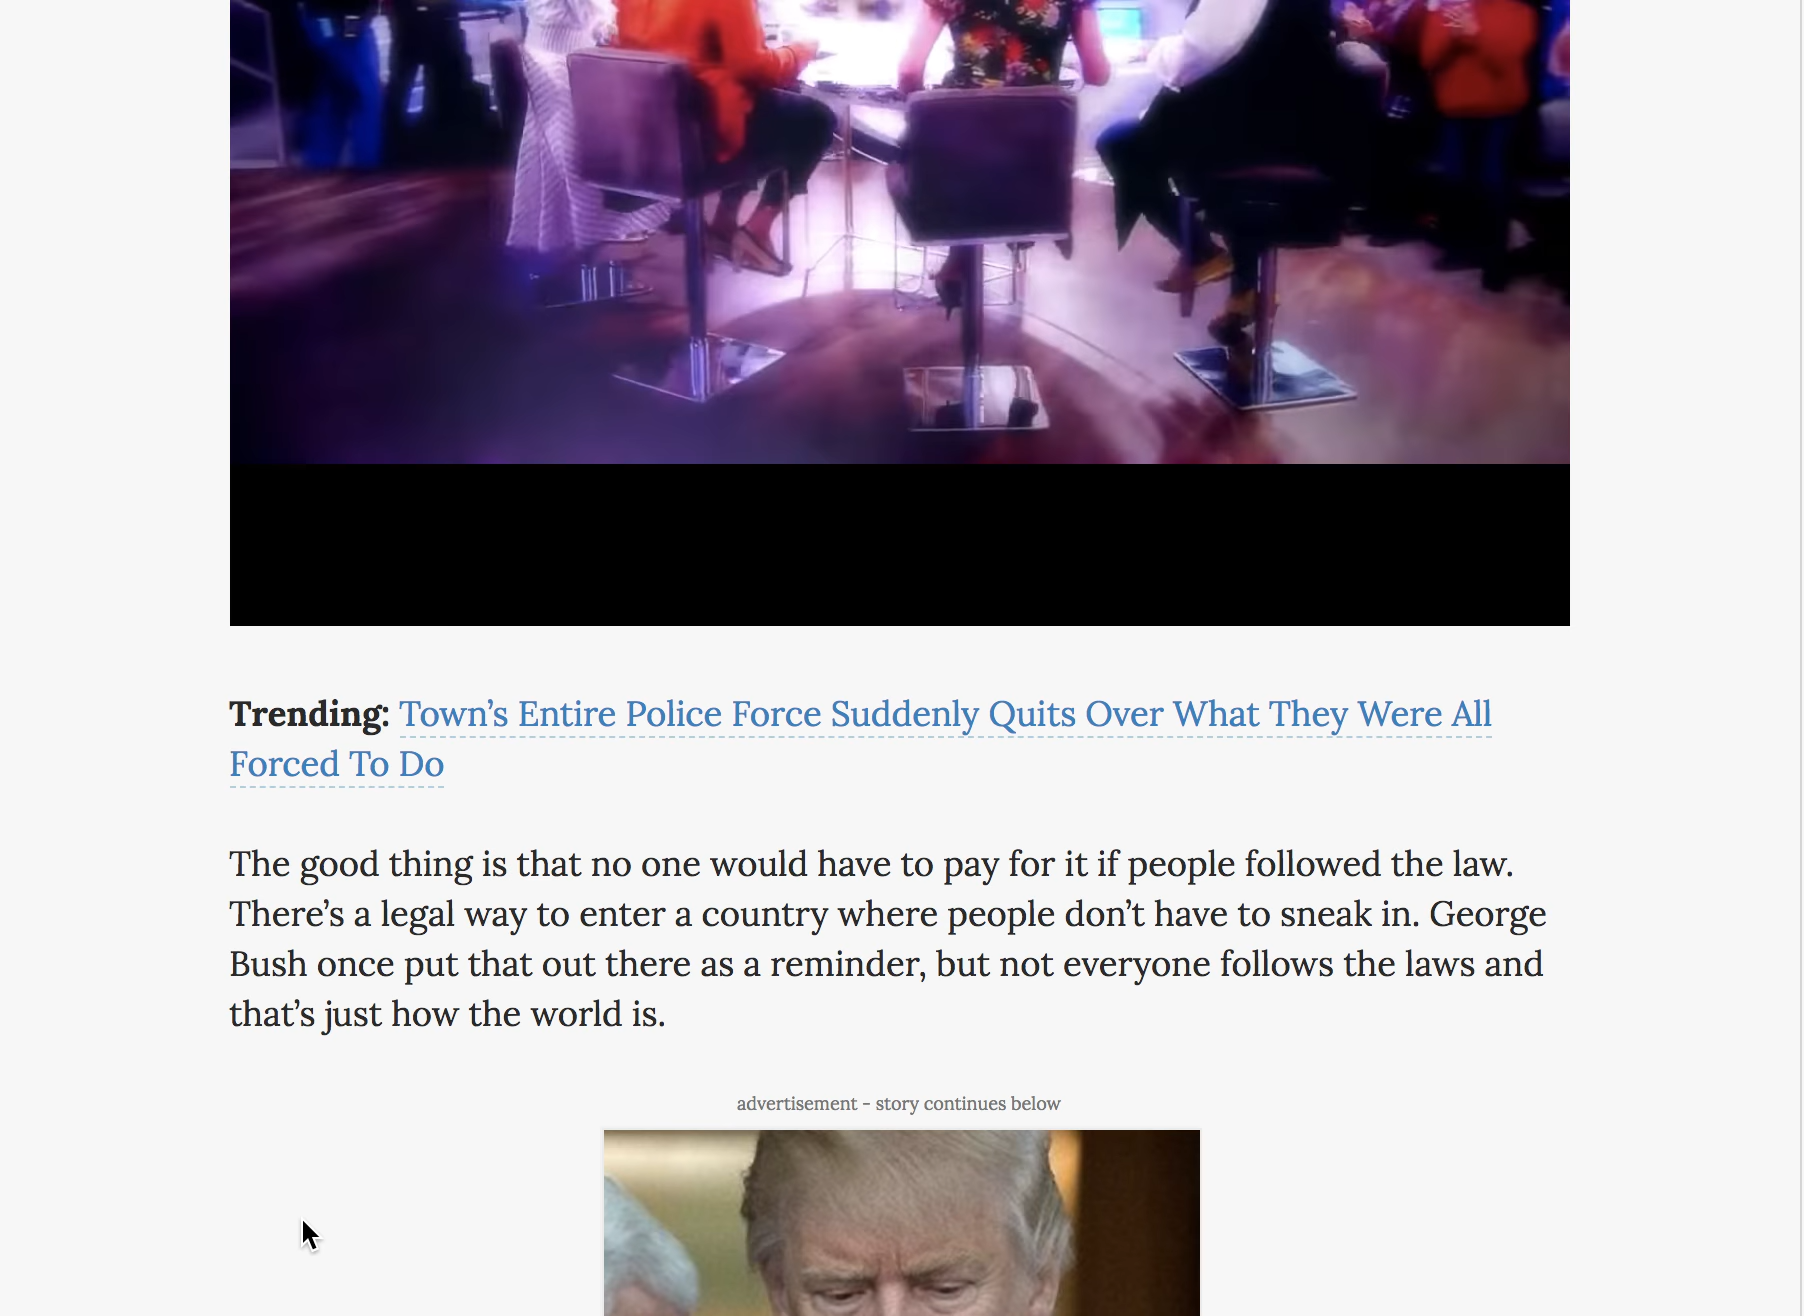 Trending: Town’s Entire Police Force Suddenly Quits Over What They Were All
Forced To Do
The good thing is that no one would have to pay for it if people followed the law.
There’s a legal way to enter a country where people don’t have to sneak in. George
Bush once put that out there as a reminder, but not everyone follows the laws and
that’s just how the world is.
advertisement - story continues below